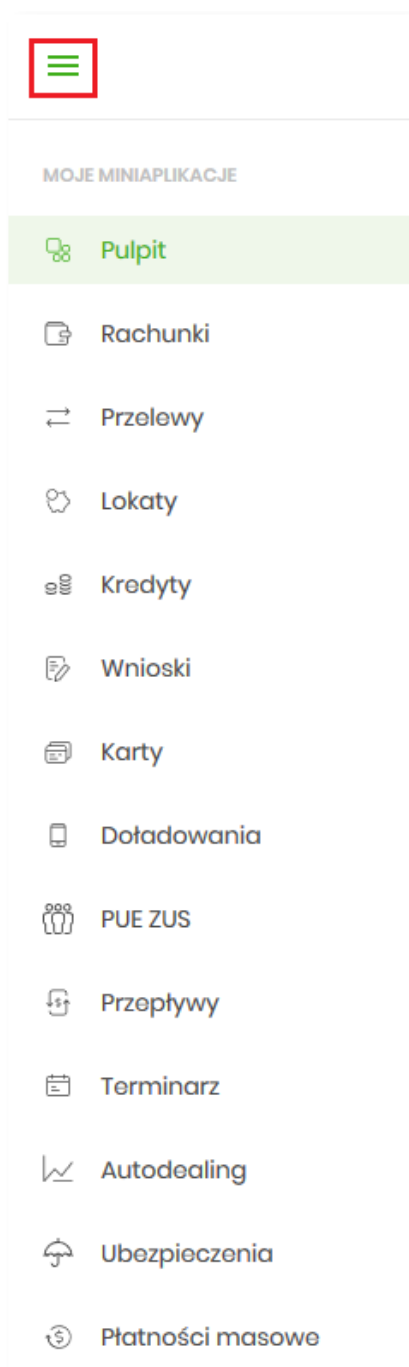 MOJE MINIAPLIKACJE
Pulpit
Rachunki
Przelewy
Lokaty
Kredyty
Wnioski
Karty
Doładowania
PUE ZUS
Przepływy
Terminarz
Autodealing
Ubezpieczenia
Płatności masowe